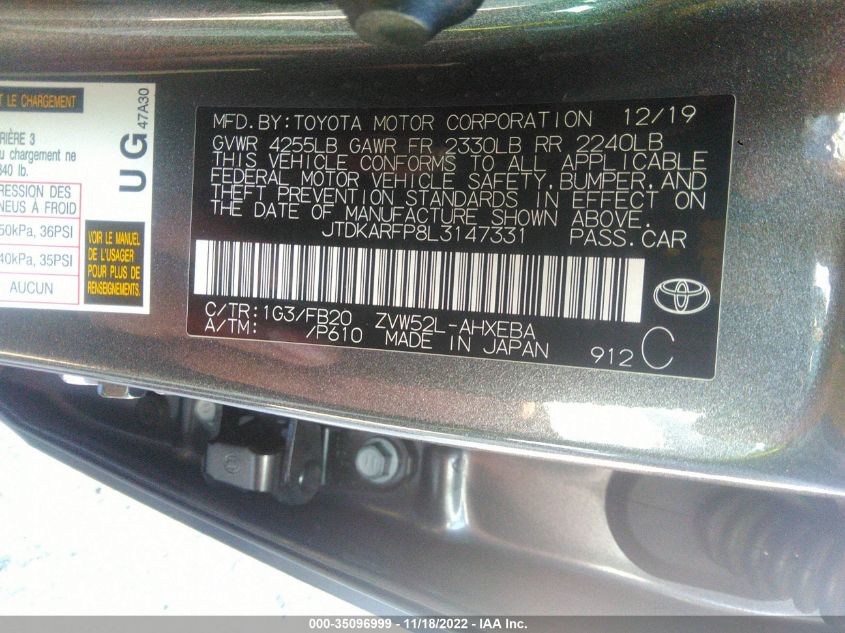 T LE CHARGEMENT
RIÈRE 3
u chargement ne
340 lb.
RESSION DES
NEUS À FROID
50kPa, 36PSI
40kPa, 35PSI
AUCUN
UG
47A30
VOIR LE MANUEL
DE L'USAGER
POUR PLUS DE
RENSEIGNEMENTS.
MFD. BY: TOYOTA MOTOR CORPORATION 12/19
GVWR 4255LB GAWR FR 2330LB RR 2240LB
THIS VEHICLE CONFORMS TO ALL APPLICABLE
FEDERAL MOTOR VEHICLE SAFETY, BUMPER, AND
THEFT PREVENTION STANDARDS IN EFFECT ON
THE DATE OF MANUFACTURE SHOWN ABOVE.
JTDKARFP8L3147331 PASS. CAR
C/TR: 1G3/FB20 ZVW52L-AHXEBA
A/TM: /P610 MADE IN JAPAN 912 C
000-35096999 - 11/18/2022 - IAA Inc.